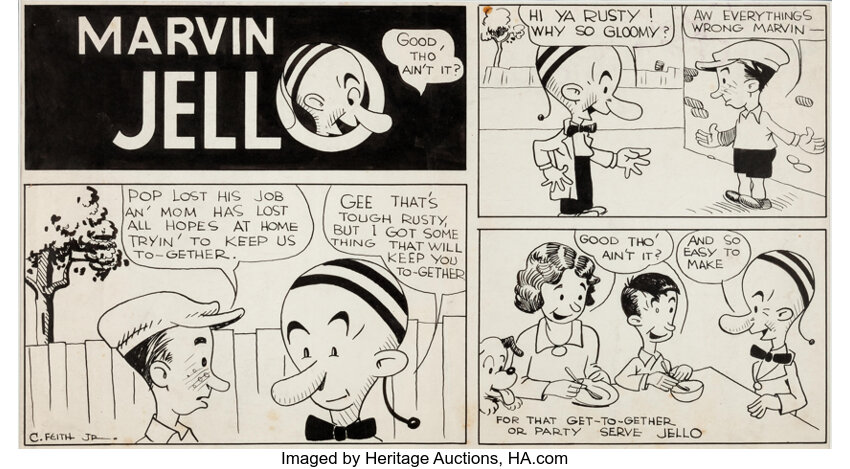 MARVIN
JELLO
GOOD,
THO'
AIN'T IT?
HI YA RUSTY!
WHY SO GLOOMY?
AW EVERYTHINGS
WRONG MARVIN —
POP LOST HIS JOB
AN' MOM HAS LOST
ALL HOPES AT HOME
TRYIN' TO KEEP US
TO-GETHER.
GEE THAT'S
TOUGH RUSTY,
BUT I GOT SOME
THING THAT WILL
KEEP YOU
TO-GETHER
C. FEITH JR.
GOOD THO'
AIN'T IT?
AND SO
EASY TO
MAKE
FOR THAT GET-TO-GETHER
OR PARTY SERVE JELLO
Imaged by Heritage Auctions, HA.com